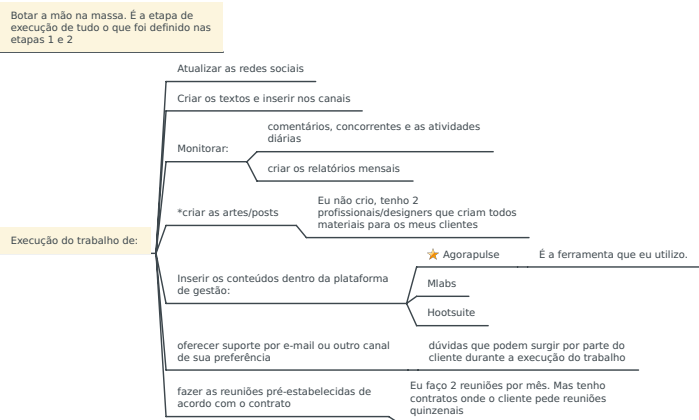 Botar a mão na massa. É a etapa de
execução de tudo o que foi definido nas
etapas 1 e 2
Atualizar as redes sociais
Criar os textos e inserir nos canais
comentários, concorrentes e as atividades
diárias
Monitorar:
criar os relatórios mensais
Eu não crio, tenho 2
profissionais/designers que criam todos
materiais para os meus clientes
*criar as artes/posts
Execução do trabalho de:
Agorapulse
É a ferramenta que eu utilizo.
Inserir os conteúdos dentro da plataforma
de gestão:
Mlabs
Hootsuite
oferecer suporte por e-mail ou outro canal
de sua preferência
dúvidas que podem surgir por parte do
cliente durante a execução do trabalho
fazer as reuniões pré-estabelecidas de
acordo com o contrato
Eu faço 2 reuniões por mês. Mas tenho
contratos onde o cliente pede reuniões
quinzenais